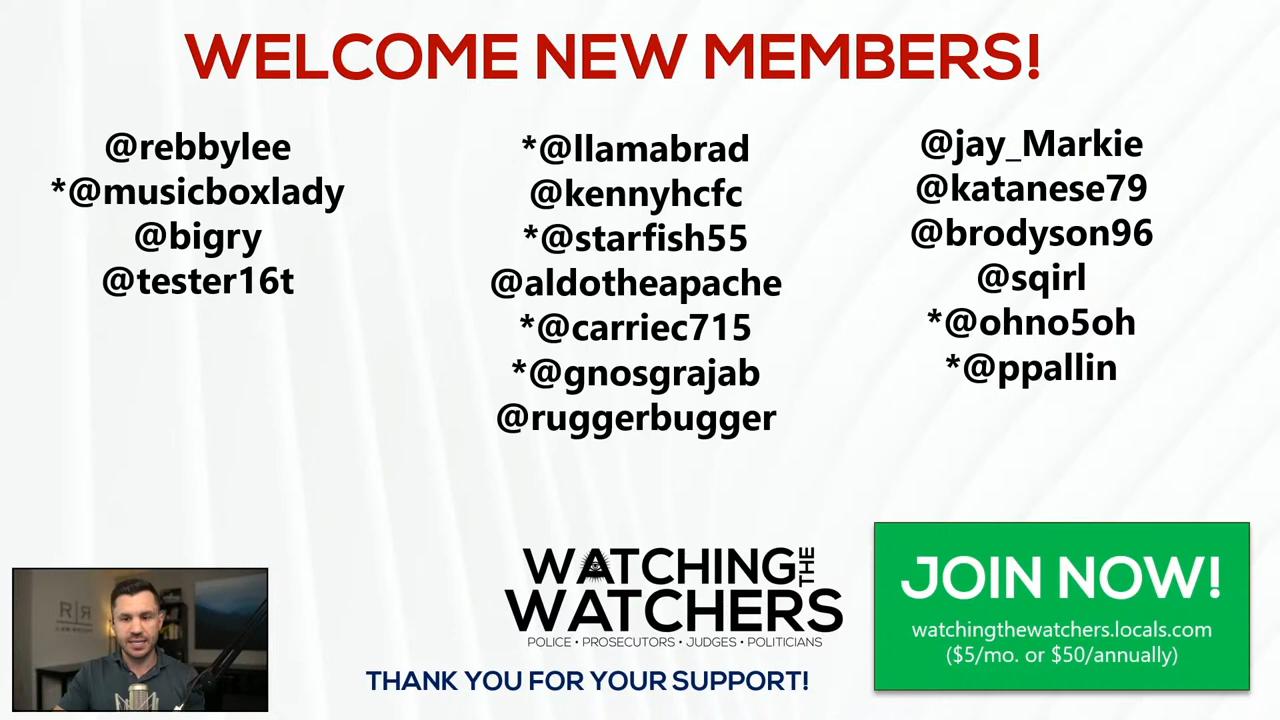 WELCOME NEW MEMBERS!
@rebbylee
*@musicboxlady
@bigry
@tester16t
*@llamabrad
@kennyhcfc
*@starfish55
@aldotheapache
*@carriec715
*@gnosgrajab
@ruggerbugger
@jay_Markie
@katanese79
@brodyson96
@sqirl
*@ohno5oh
*@ppallin
R|R
WATCHING THE
WATCHERS
POLICE • PROSECUTORS • JUDGES • POLITICIANS
THANK YOU FOR YOUR SUPPORT!
JOIN NOW!
watchingthewatchers.locals.com
($5/mo. or $50/annually)